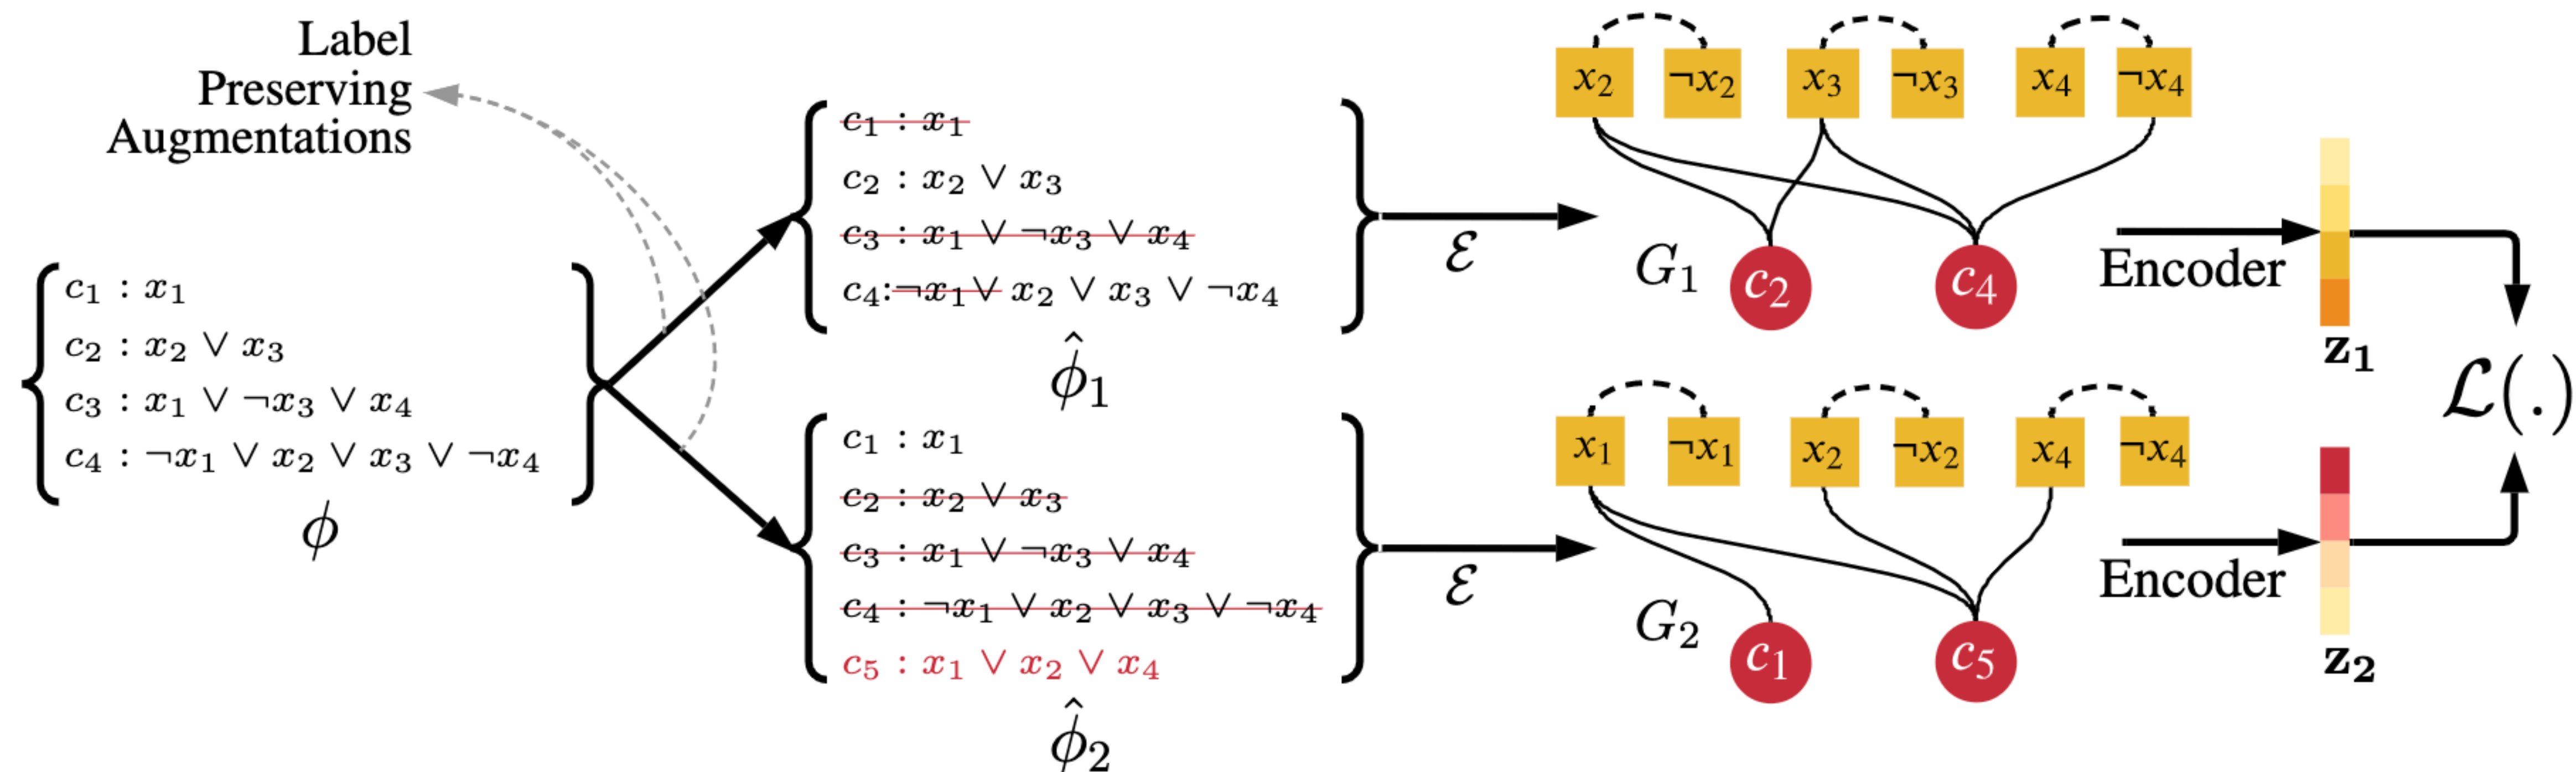 Label
Preserving
Augmentations
c₁ : x₁
c₂ : x₂ ∨ x₃
c₃ : x₁ ∨ ¬x₃ ∨ x₄
c₄ : ¬x₁ ∨ x₂ ∨ x₃ ∨ ¬x₄
ϕ
c₁ : x₁
c₂ : x₂ ∨ x₃
c₃ : x₁ ∨ ¬x₃ ∨ x₄
c₄:¬x₁∨ x₂ ∨ x₃ ∨ ¬x₄
ϕ̂₁
c₁ : x₁
c₂ : x₂ ∨ x₃
c₃ : x₁ ∨ ¬x₃ ∨ x₄
c₄ : ¬x₁ ∨ x₂ ∨ x₃ ∨ ¬x₄
c₅ : x₁ ∨ x₂ ∨ x₄
ϕ̂₂
ℰ
ℰ
x₂ ¬x₂ x₃ ¬x₃ x₄ ¬x₄
G₁ c₂ c₄
x₁ ¬x₁ x₂ ¬x₂ x₄ ¬x₄
G₂ c₁ c₅
Encoder
z₁
Encoder
z₂
ℒ(.)